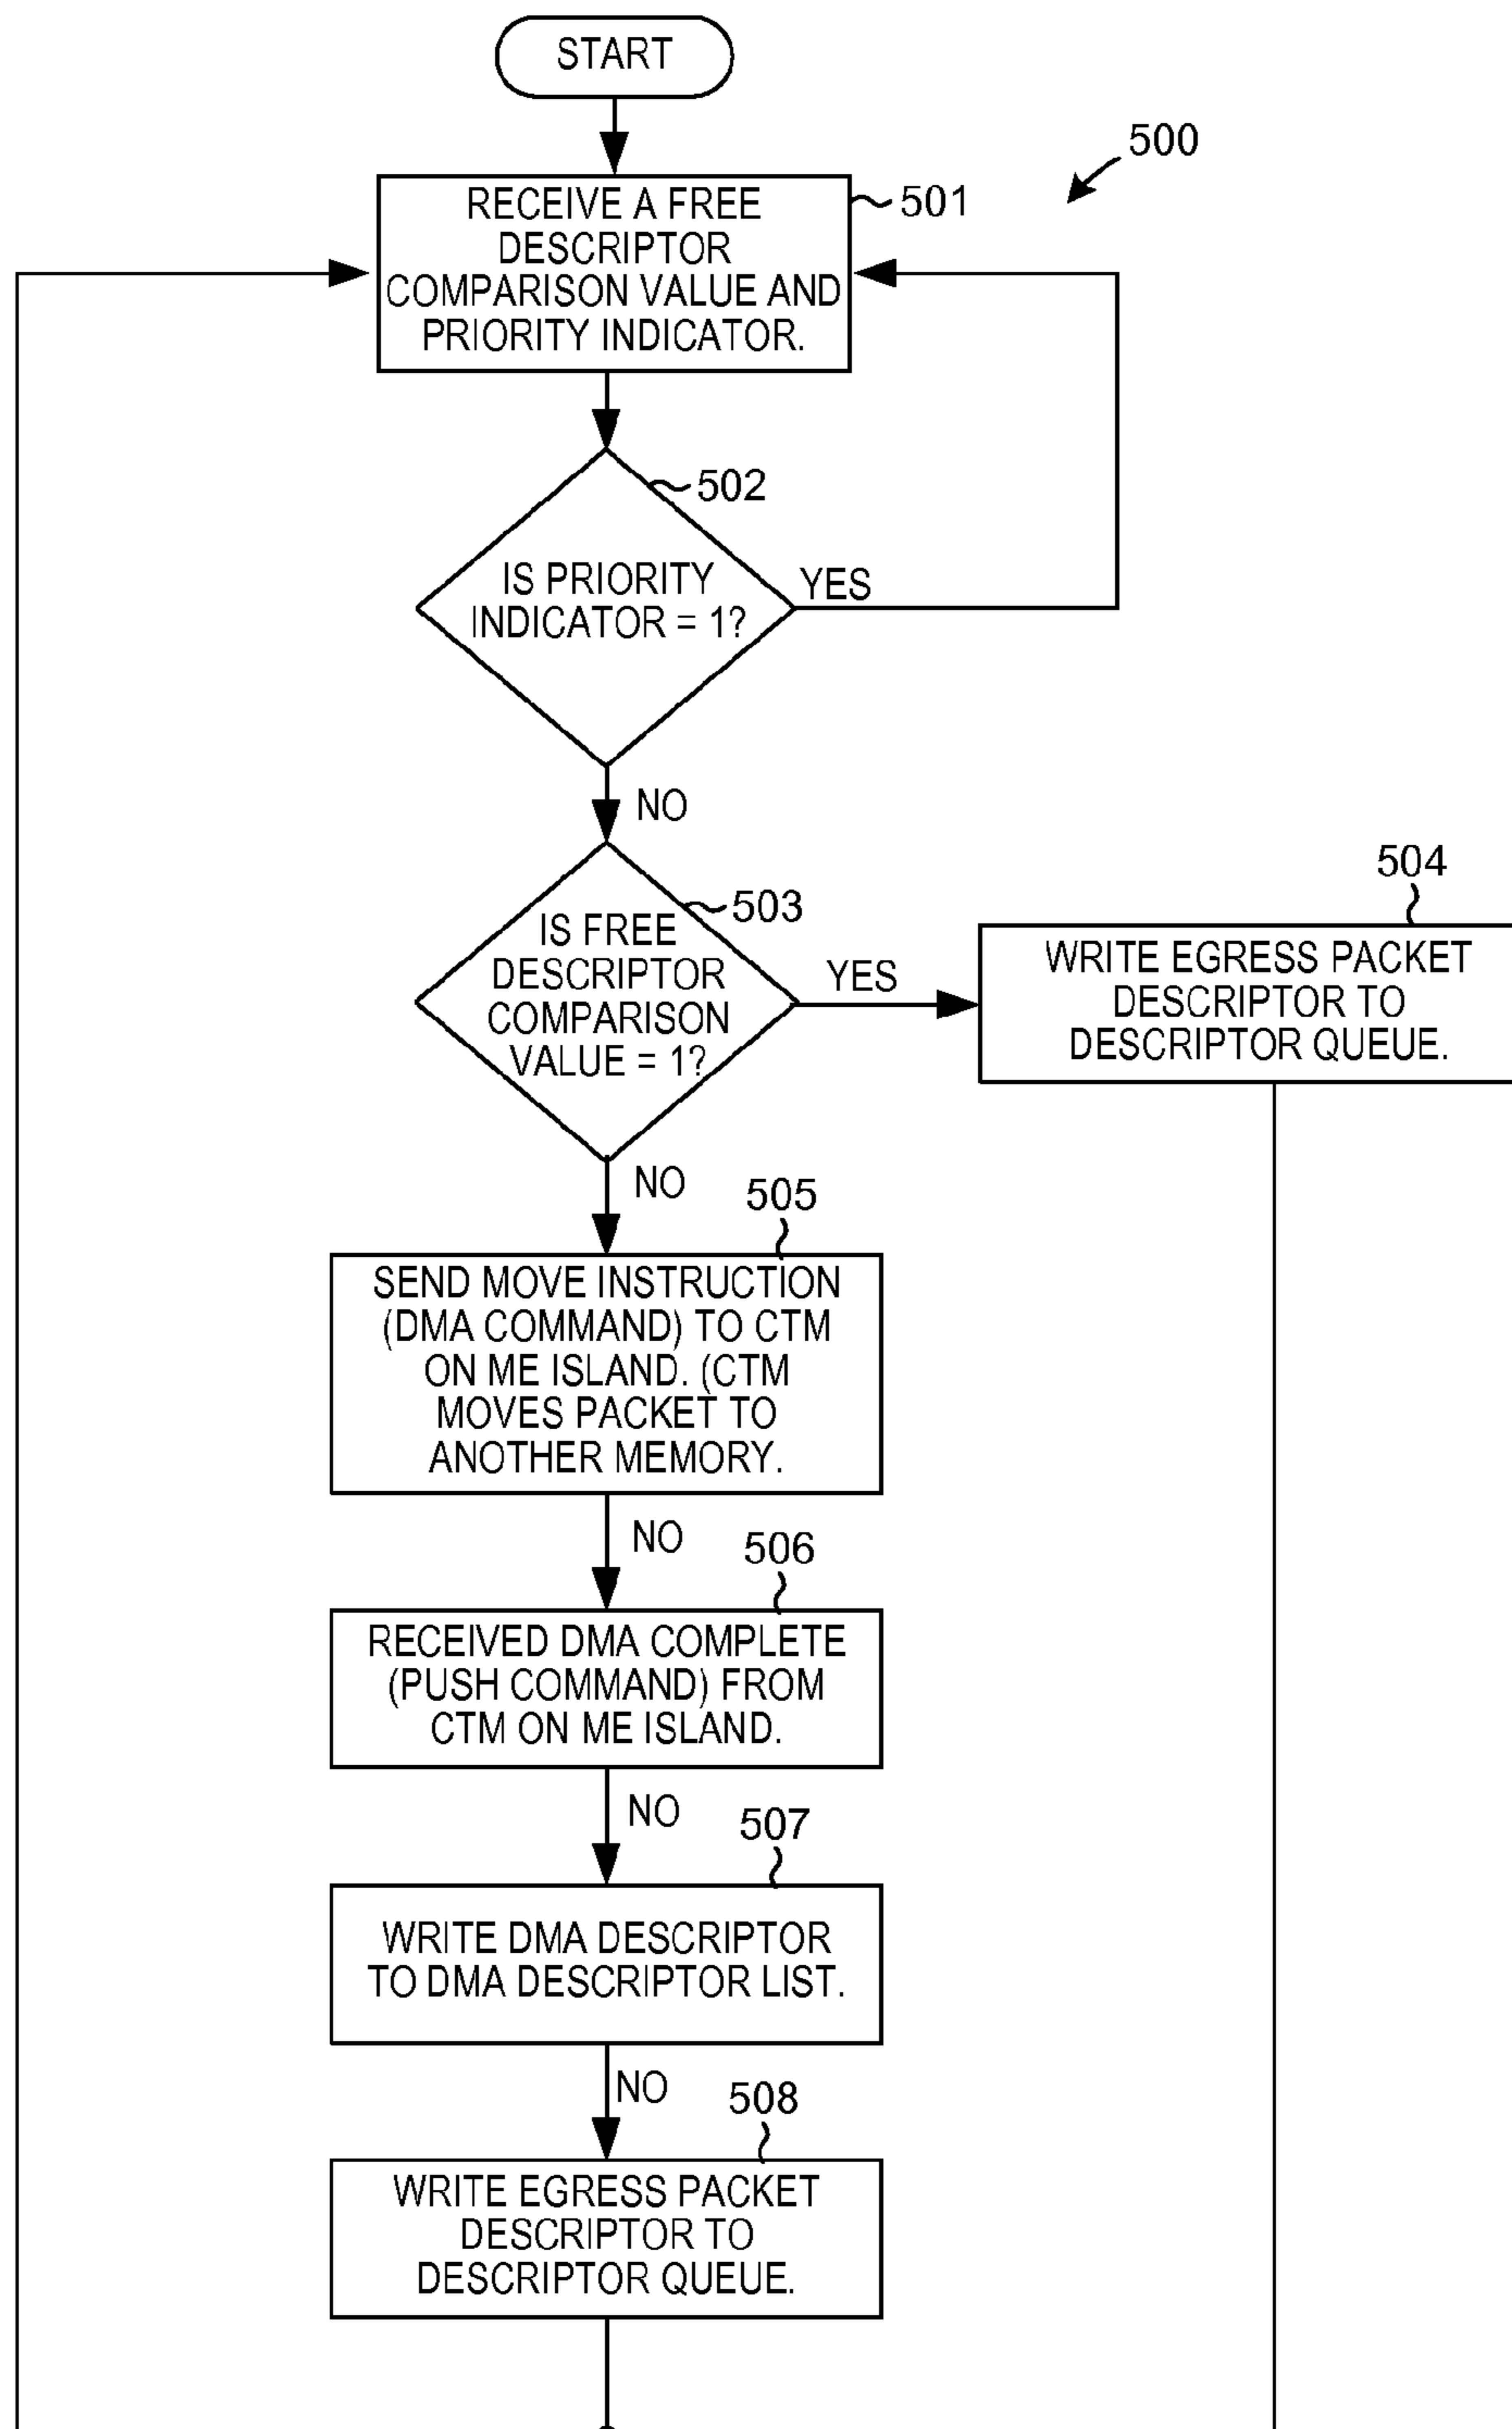 START
500
RECEIVE A FREE
DESCRIPTOR
COMPARISON VALUE AND
PRIORITY INDICATOR.
501
502
IS PRIORITY
INDICATOR = 1?
YES
NO
503
IS FREE
DESCRIPTOR
COMPARISON
VALUE = 1?
YES
504
WRITE EGRESS PACKET
DESCRIPTOR TO
DESCRIPTOR QUEUE.
NO
505
SEND MOVE INSTRUCTION
(DMA COMMAND) TO CTM
ON ME ISLAND. (CTM
MOVES PACKET TO
ANOTHER MEMORY.
NO
506
RECEIVED DMA COMPLETE
(PUSH COMMAND) FROM
CTM ON ME ISLAND.
NO
507
WRITE DMA DESCRIPTOR
TO DMA DESCRIPTOR LIST.
NO
508
WRITE EGRESS PACKET
DESCRIPTOR TO
DESCRIPTOR QUEUE.